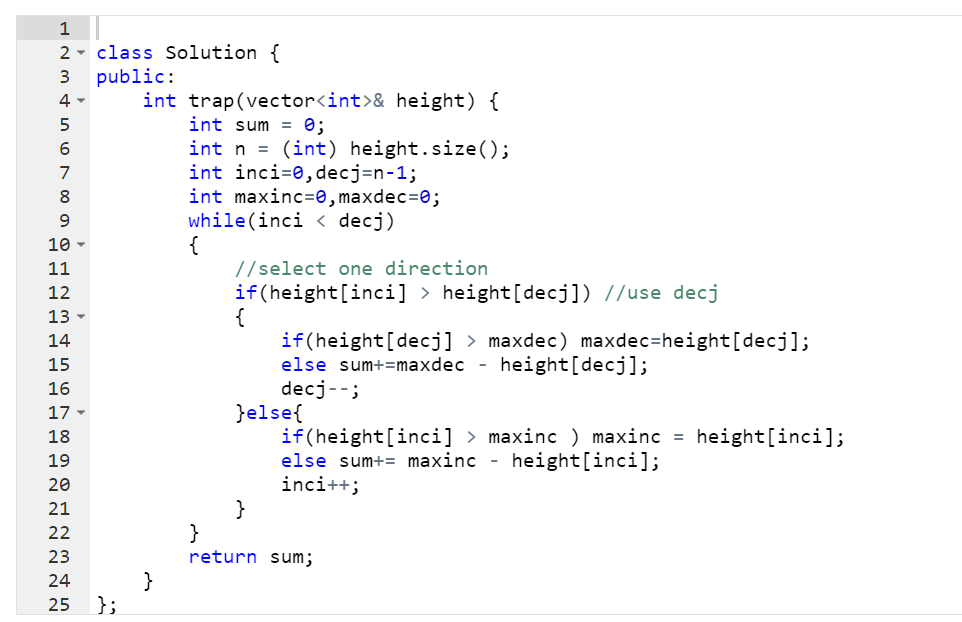 1
2 class Solution {
3 public:
4     int trap(vector<int>& height) {
5         int sum = 0;
6         int n = (int) height.size();
7         int inci=0,decj=n-1;
8         int maxinc=0,maxdec=0;
9         while(inci < decj)
10         {
11             //select one direction
12             if(height[inci] > height[decj]) //use decj
13             {
14                 if(height[decj] > maxdec) maxdec=height[decj];
15                 else sum+=maxdec - height[decj];
16                 decj--;
17             }else{
18                 if(height[inci] > maxinc ) maxinc = height[inci];
19                 else sum+= maxinc - height[inci];
20                 inci++;
21             }
22         }
23         return sum;
24     }
25 };